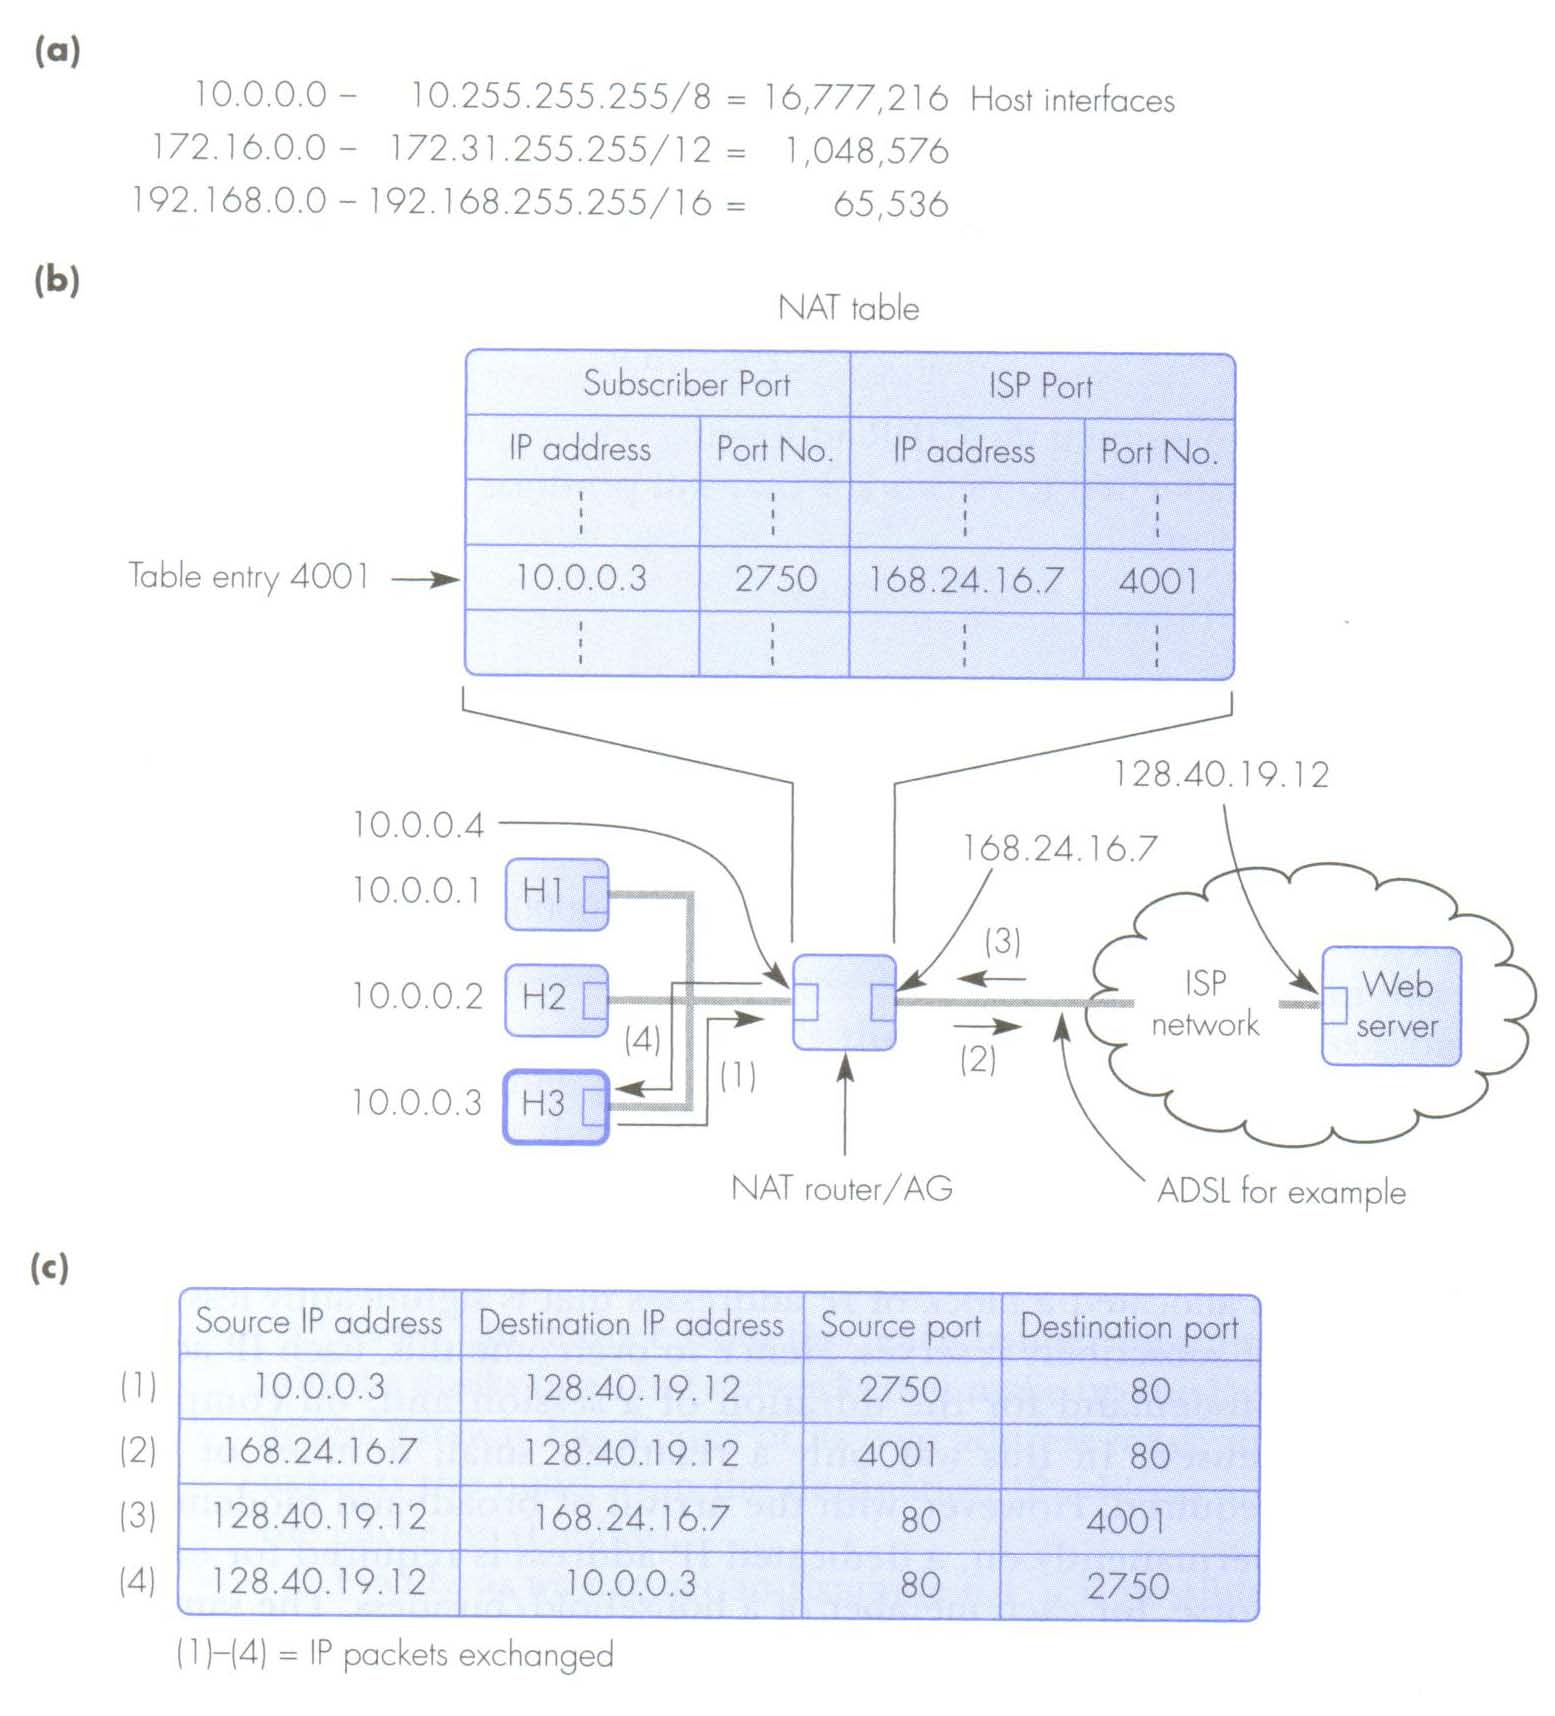 (a)
10.0.0.0 – 10.255.255.255/8 = 16,777,216 Host interfaces
172.16.0.0 – 172.31.255.255/12 = 1,048,576
192.168.0.0 – 192.168.255.255/16 = 65,536
(b)
NAT table
Subscriber Port ISP Port
IP address Port No. IP address Port No.
Table entry 4001 10.0.0.3 2750 168.24.16.7 4001
128.40.19.12
10.0.0.4
168.24.16.7
10.0.0.1 H1
(3)
10.0.0.2 H2
ISP network
Web server
(4)
(1)
(2)
10.0.0.3 H3
NAT router/AG
ADSL for example
(c)
Source IP address Destination IP address Source port Destination port
(1) 10.0.0.3 128.40.19.12 2750 80
(2) 168.24.16.7 128.40.19.12 4001 80
(3) 128.40.19.12 168.24.16.7 80 4001
(4) 128.40.19.12 10.0.0.3 80 2750
(1)–(4) = IP packets exchanged